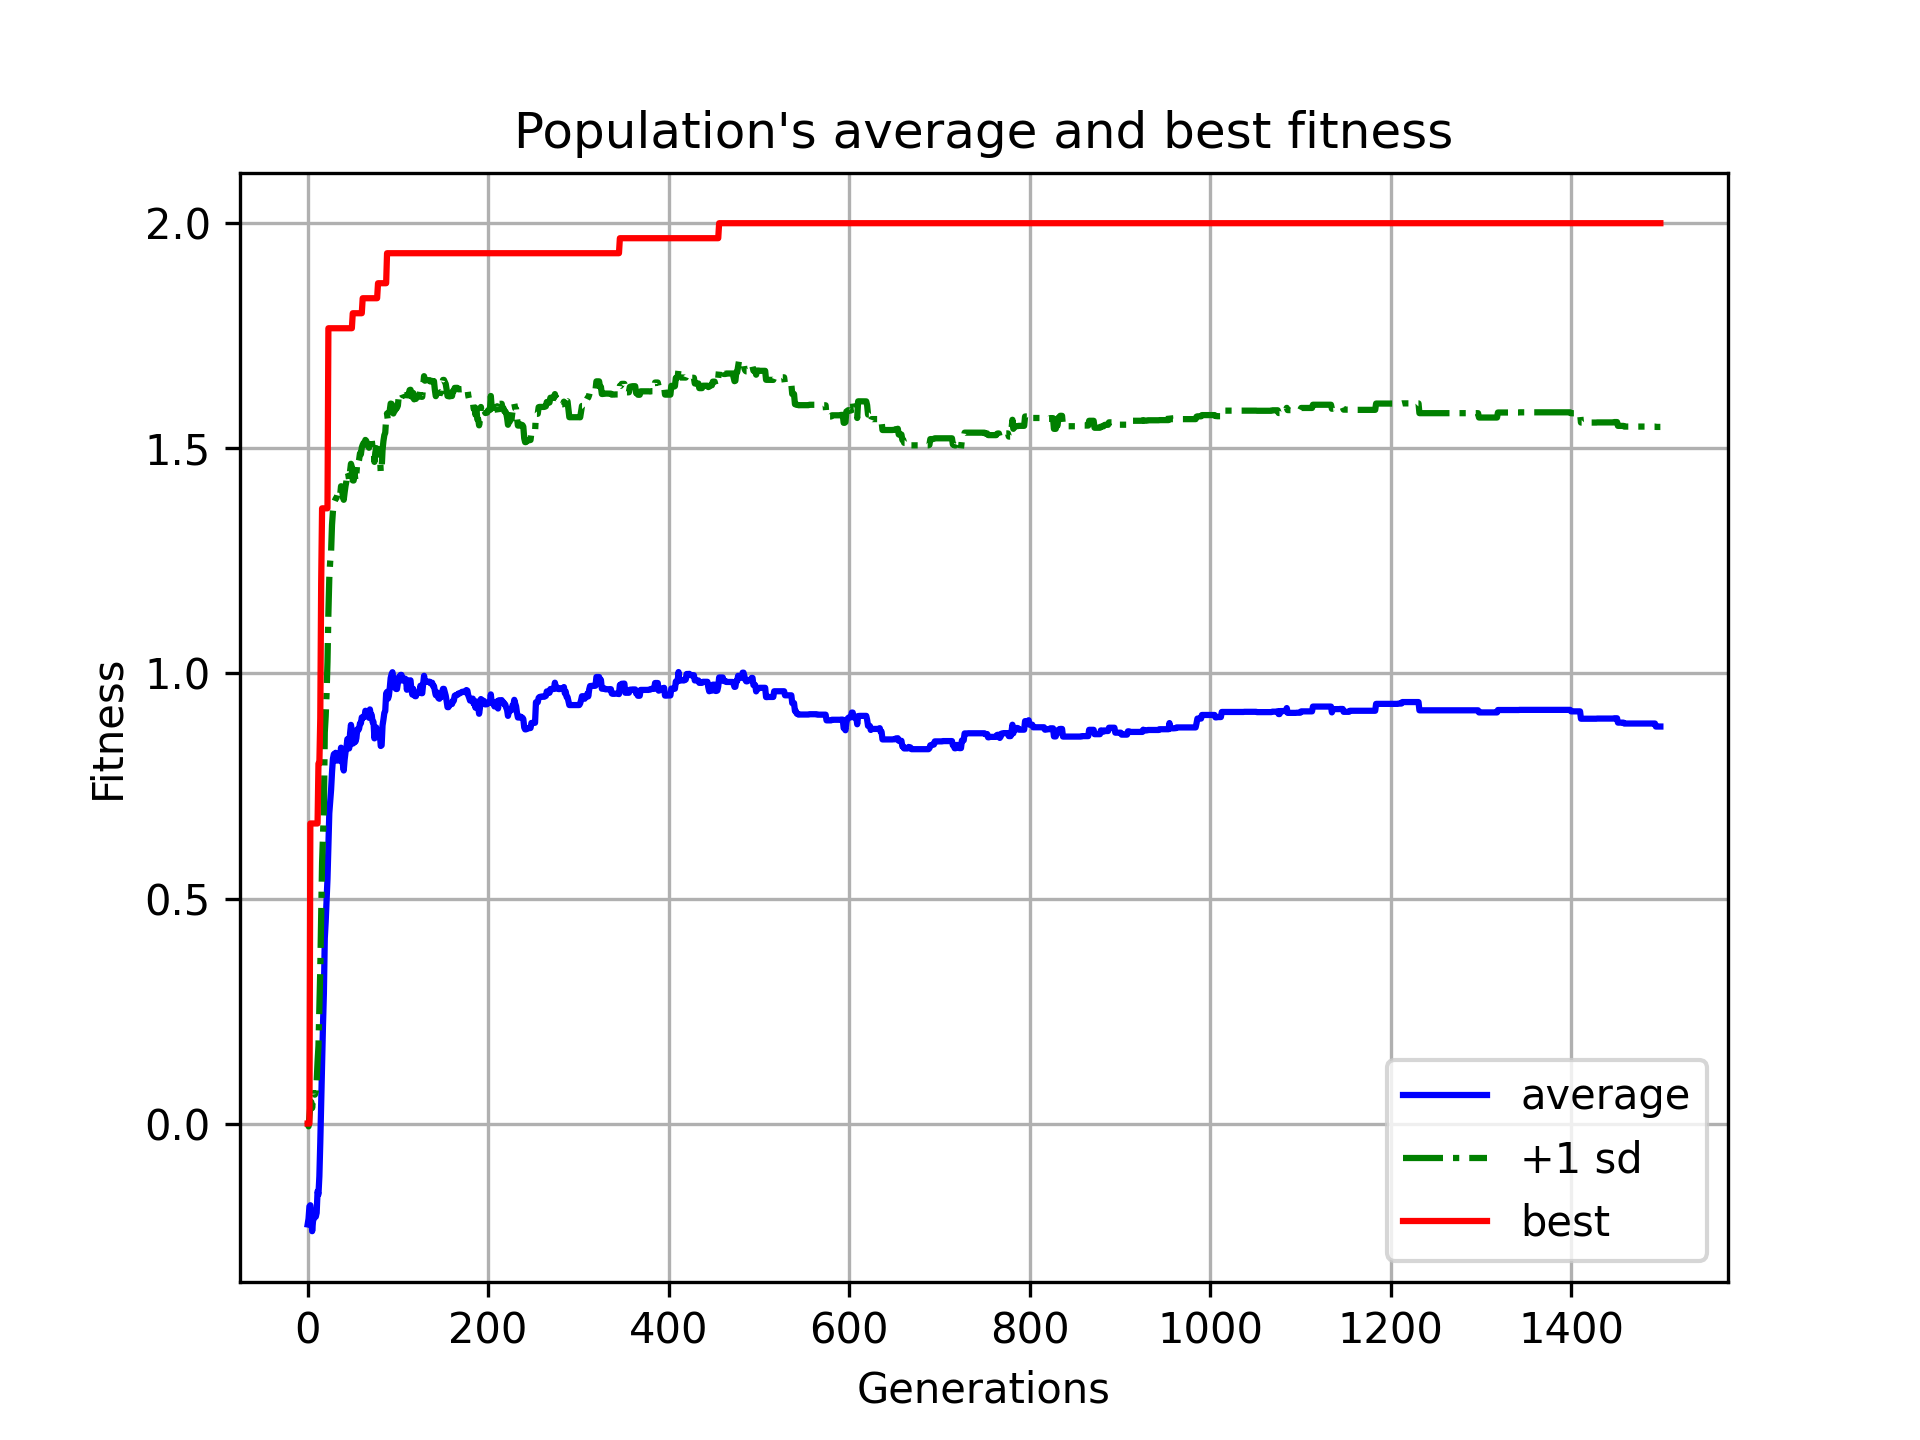 Population's average and best fitness
2.0
1.5
1.0
0.5
0.0
Fitness
0 200 400 600 800 1000 1200 1400
Generations
average
+1 sd
best